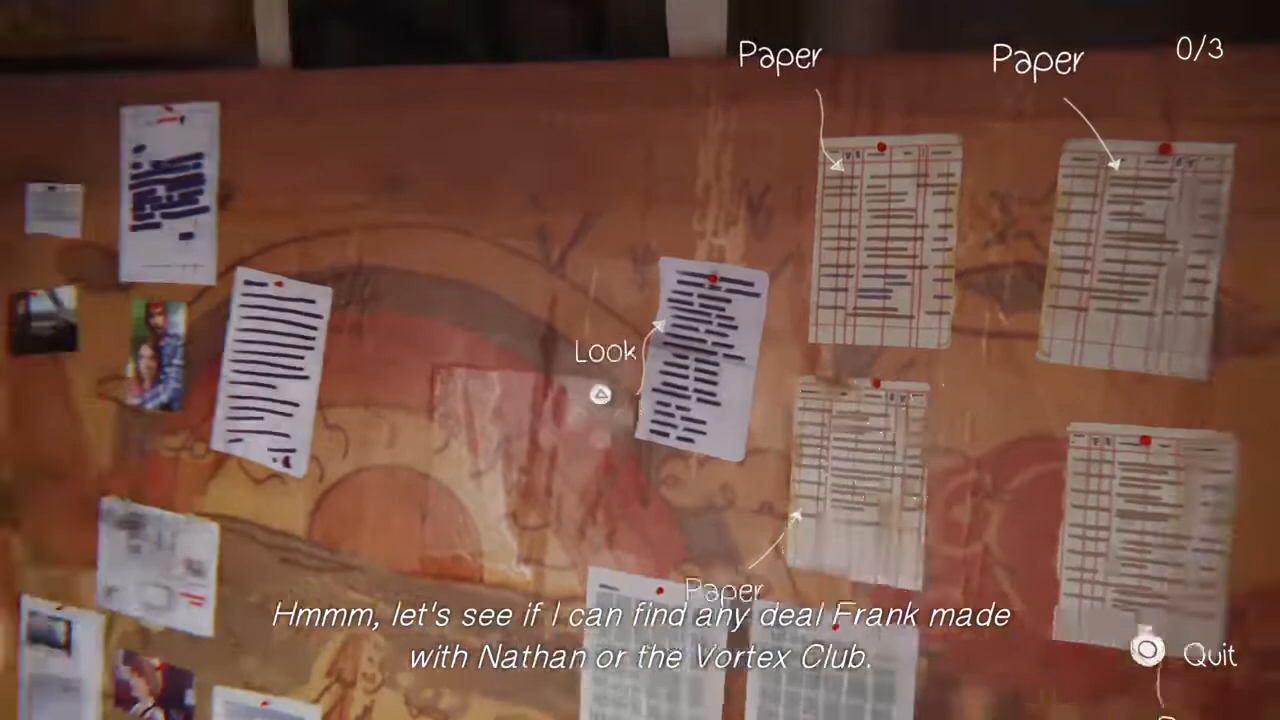 Paper
Paper
0/3
Look
Paper
Hmmm, let's see if I can find any deal Frank made
with Nathan or the Vortex Club.
Quit